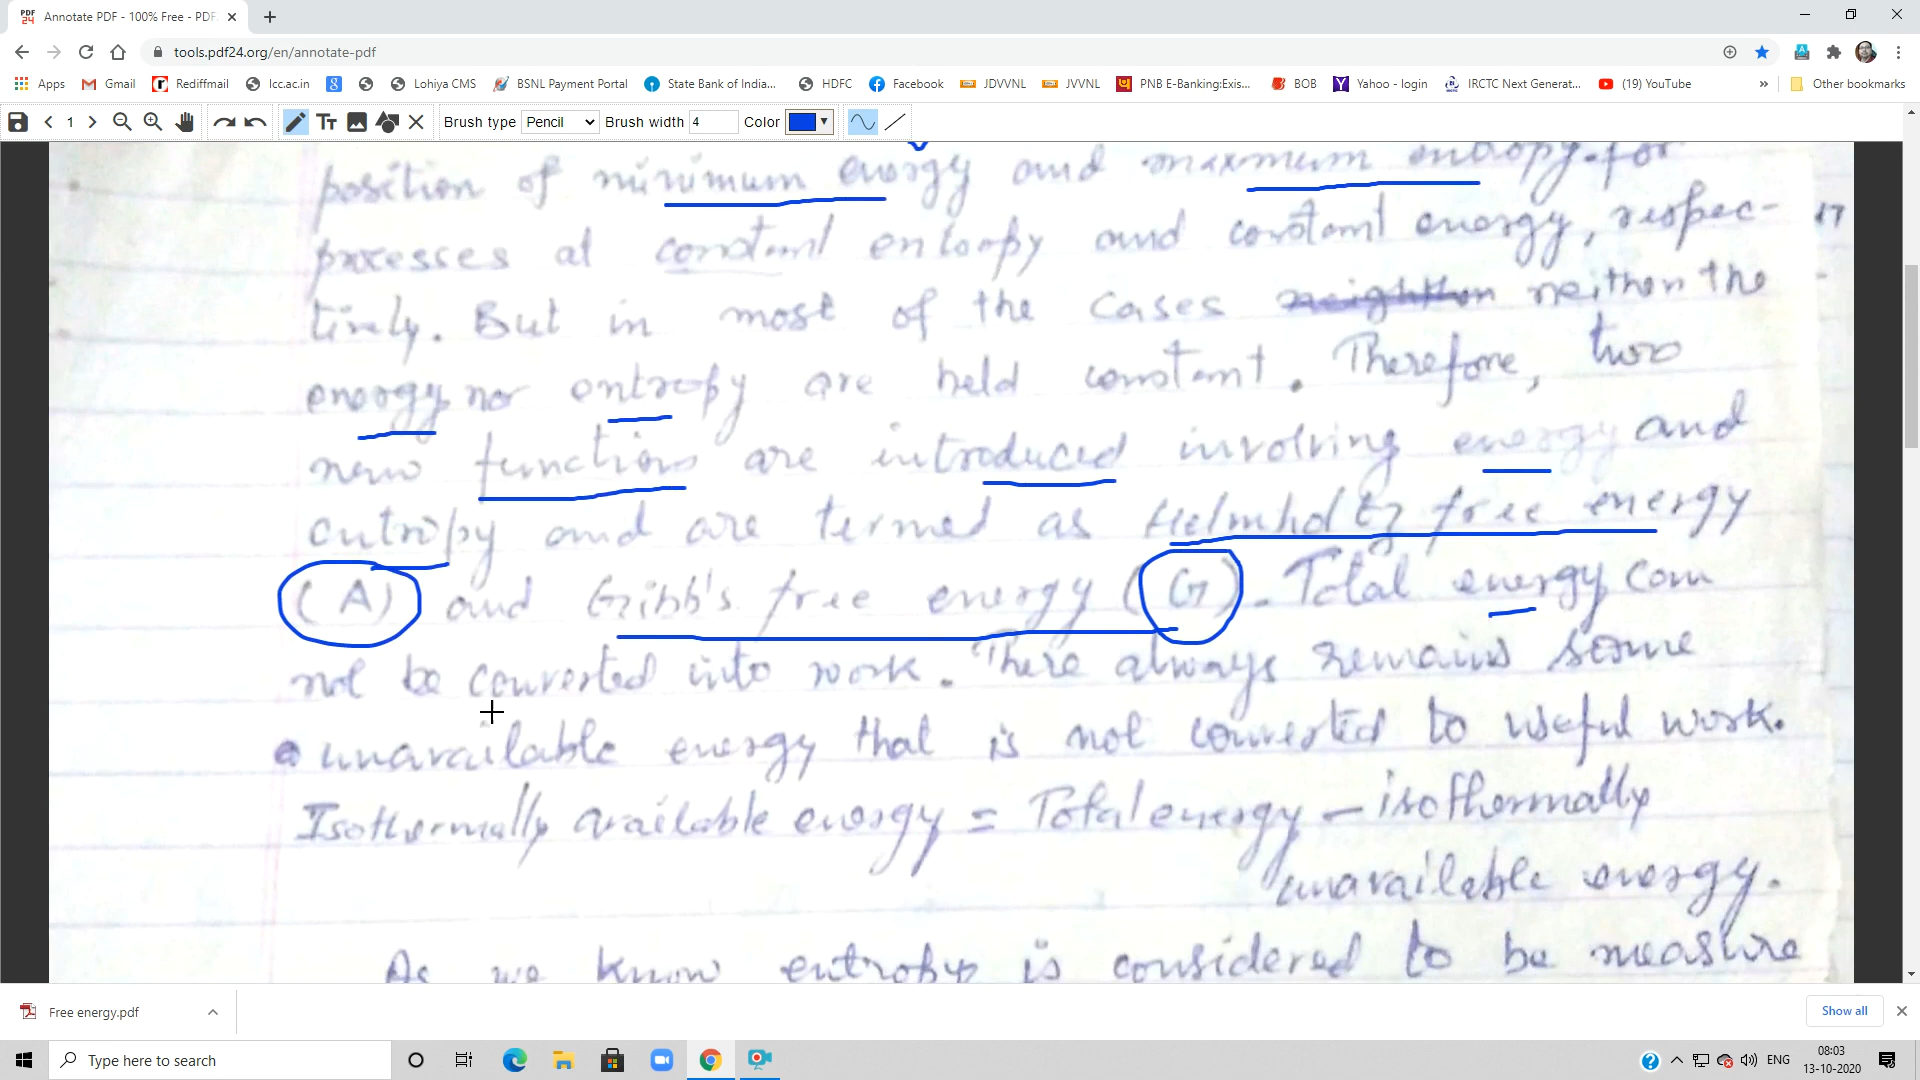 Annotate PDF - 100% Free - PDF
tools.pdf24.org/en/annotate-pdf
Apps Gmail Rediffmail lcc.ac.in Lohiya CMS BSNL Payment Portal State Bank of India... HDFC Facebook JDVVNL JVVNL PNB E-Banking:Exis... BOB Yahoo - login IRCTC Next Generat... (19) YouTube » Other bookmarks
1 Brush type Pencil Brush width 4 Color
position of minimum energy and maxmum entropy for
processes at constant entropy and constant energy, respec- 17
tively. But in most of the cases neither the
energy nor entropy are held constant. Therefore, two
new functions are introduced involving energy and
entropy and are termed as Helmholtz free energy
(A) and Gibb's free energy (G). Total energy can
not be converted into work. There always remains some
unavailable energy that is not converted to useful work.
Isothermally available energy = Total energy - isothermally
unavailable energy.
As we know entropy is considered to be measure
Free energy.pdf Show all
Type here to search ENG 08:03
13-10-2020